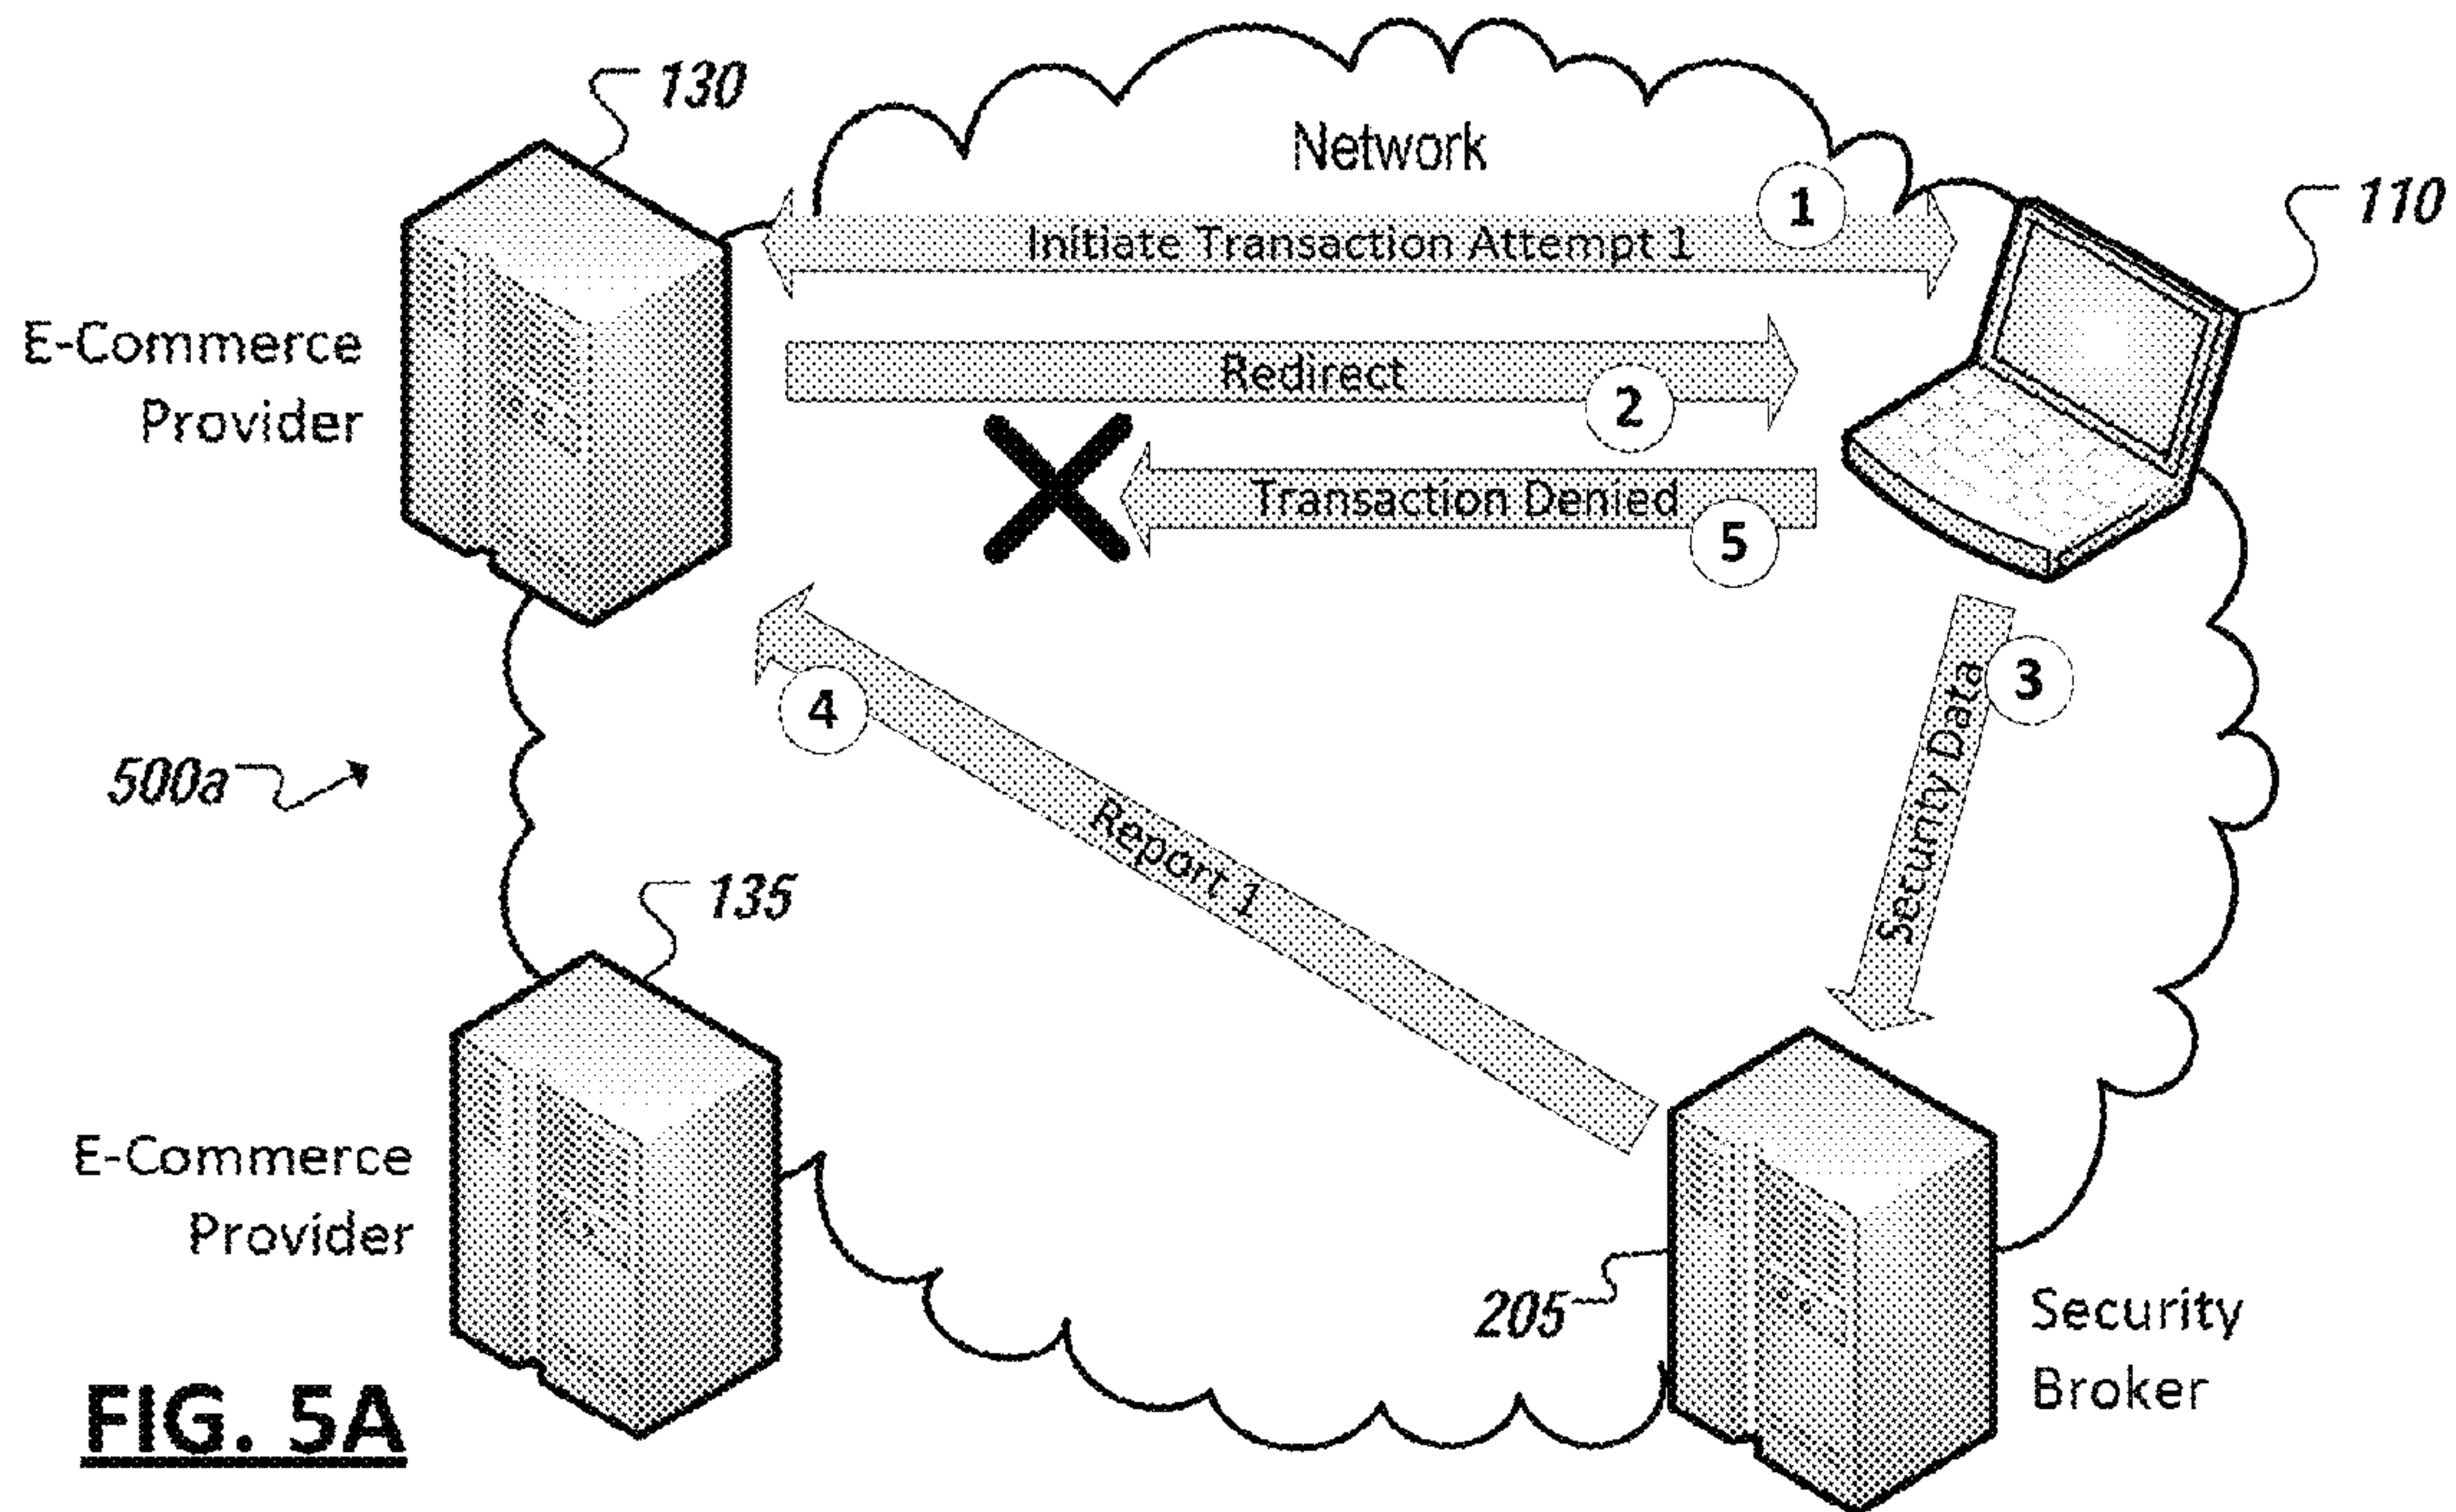 130
Network
1
110
Initiate Transaction Attempt 1
E-Commerce
Provider
Redirect
2
Transaction Denied
5
3
Security Data
4
500a
Report 1
135
E-Commerce
Provider
205
Security
Broker
FIG. 5A